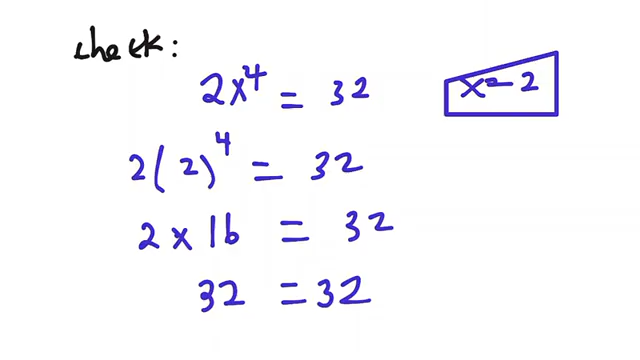 check:
2x⁴ = 32
x = 2
2(2)⁴ = 32
2 x 16 = 32
32 = 32